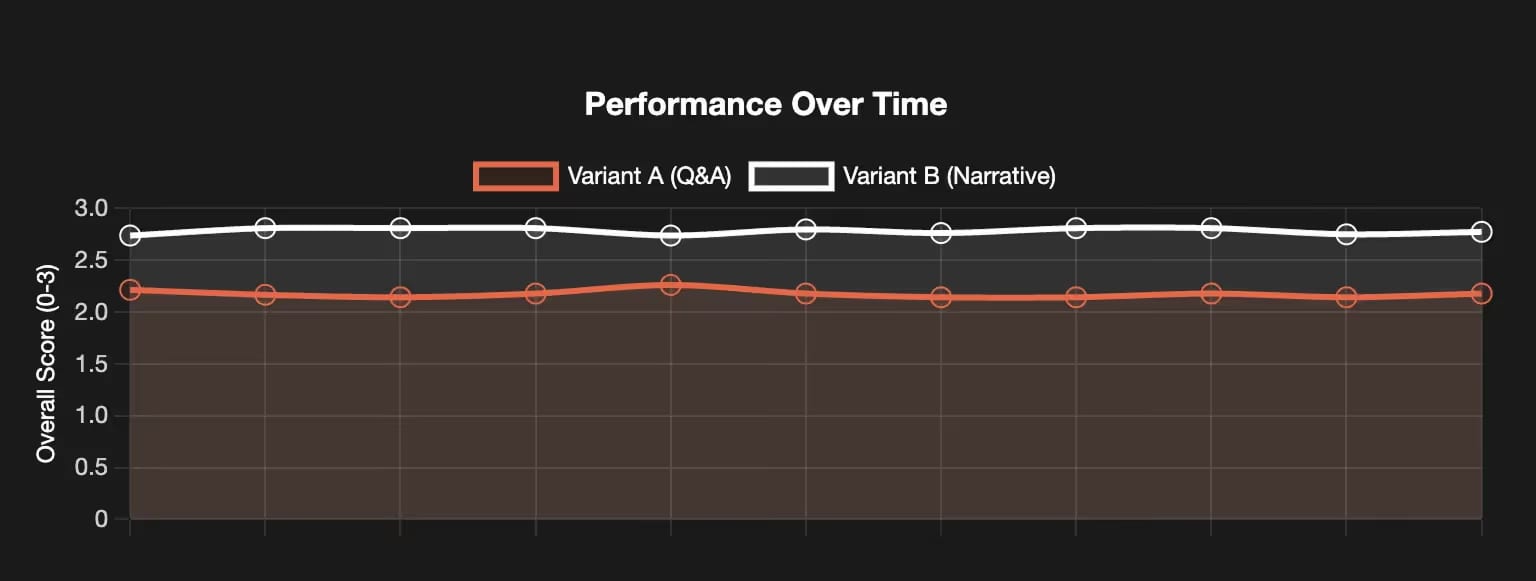 Performance Over Time
Variant A (Q&A) Variant B (Narrative)
Overall Score (0-3)
3.0
2.5
2.0
1.5
1.0
0.5
0